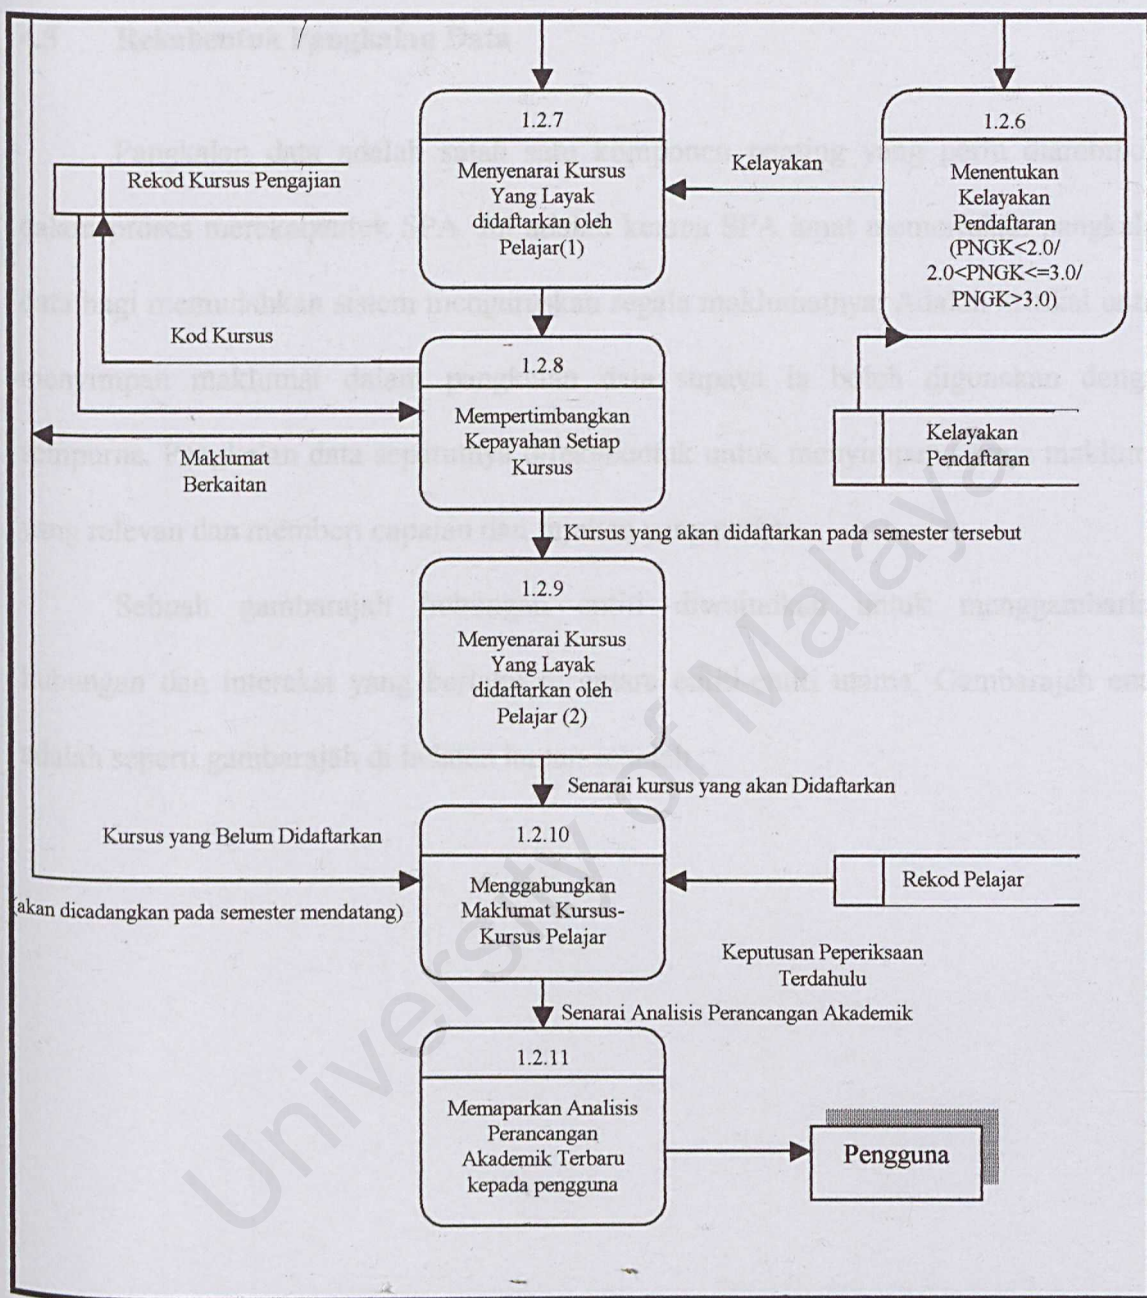 1.2.7
Menyenarai Kursus
Yang Layak
didaftarkan oleh
Pelajar(1)
Kelayakan
1.2.6
Menentukan
Kelayakan
Pendaftaran
(PNGK<2.0/
2.0<PNGK<=3.0/
PNGK>3.0)
Rekod Kursus Pengajian
Kod Kursus
1.2.8
Mempertimbangkan
Kepayahan Setiap
Kursus
Maklumat
Berkaitan
Kelayakan
Pendaftaran
Kursus yang akan didaftarkan pada semester tersebut
1.2.9
Menyenarai Kursus
Yang Layak
didaftarkan oleh
Pelajar (2)
Senarai kursus yang akan Didaftarkan
Kursus yang Belum Didaftarkan
(akan dicadangkan pada semester mendatang)
1.2.10
Menggabungkan
Maklumat Kursus-
Kursus Pelajar
Rekod Pelajar
Keputusan Peperiksaan
Terdahulu
Senarai Analisis Perancangan Akademik
1.2.11
Memaparkan Analisis
Perancangan
Akademik Terbaru
kepada pengguna
Pengguna
University of Malaya